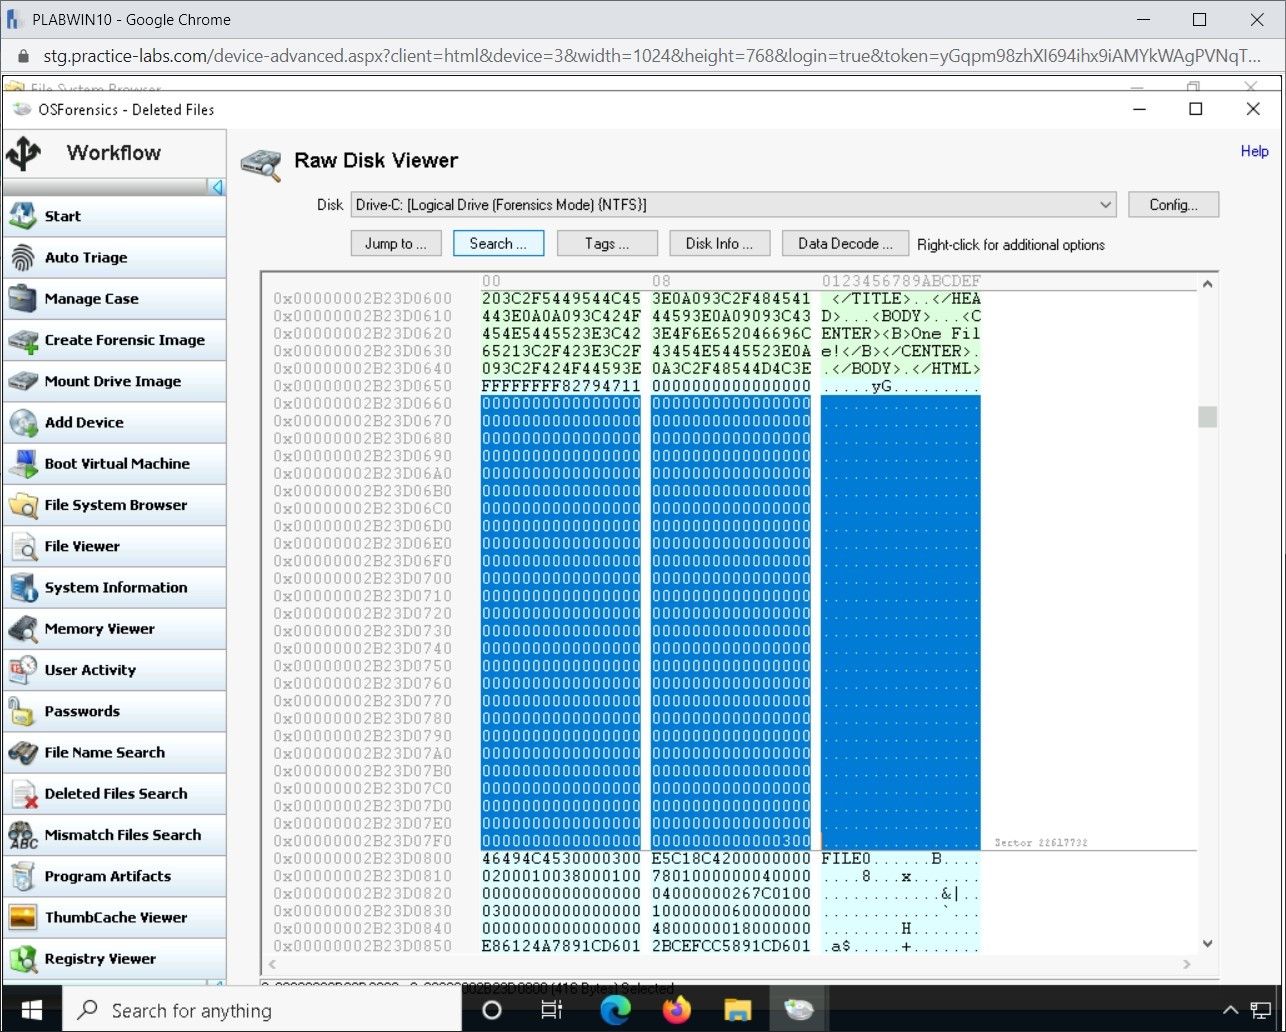 PLABWIN10 - Google Chrome
stg.practice-labs.com/device-advanced.aspx?client=html&device=3&width=1024&height=768&login=true&token=yGqpm98zhXI694ihx9iAMYkWAgPVNqT...
File System Browser
OSForensics - Deleted Files
Workflow
Raw Disk Viewer
Help
Disk Drive-C: [Logical Drive (Forensics Mode) {NTFS}]
Config...
Jump to ... Search ... Tags ... Disk Info ... Data Decode ... Right-click for additional options
Start
Auto Triage
Manage Case
Create Forensic Image
Mount Drive Image
Add Device
Boot Virtual Machine
File System Browser
File Viewer
System Information
Memory Viewer
User Activity
Passwords
File Name Search
Deleted Files Search
Mismatch Files Search
Program Artifacts
ThumbCache Viewer
Registry Viewer
00 08 0123456789ABCDEF
0x00000002B23D0600 203C2F5449544C45 3E0A093C2F484541 </TITLE>..</HEA
0x00000002B23D0610 443E0A0A093C424F 44593E0A09093C43 D>...<BODY>...<C
0x00000002B23D0620 454E5445523E3C42 3E4F6E652046696C ENTER><B>One Fil
0x00000002B23D0630 65213C2F423E3C2F 43454E5445523E0A e!</B></CENTER>.
0x00000002B23D0640 093C2F424F44593E 0A3C2F48544D4C3E .</BODY>.</HTML>
0x00000002B23D0650 FFFFFFFF82794711 0000000000000000 .....yG.........
0x00000002B23D0660 0000000000000000 0000000000000000 ................
0x00000002B23D0670 0000000000000000 0000000000000000 ................
0x00000002B23D0680 0000000000000000 0000000000000000 ................
0x00000002B23D0690 0000000000000000 0000000000000000 ................
0x00000002B23D06A0 0000000000000000 0000000000000000 ................
0x00000002B23D06B0 0000000000000000 0000000000000000 ................
0x00000002B23D06C0 0000000000000000 0000000000000000 ................
0x00000002B23D06D0 0000000000000000 0000000000000000 ................
0x00000002B23D06E0 0000000000000000 0000000000000000 ................
0x00000002B23D06F0 0000000000000000 0000000000000000 ................
0x00000002B23D0700 0000000000000000 0000000000000000 ................
0x00000002B23D0710 0000000000000000 0000000000000000 ................
0x00000002B23D0720 0000000000000000 0000000000000000 ................
0x00000002B23D0730 0000000000000000 0000000000000000 ................
0x00000002B23D0740 0000000000000000 0000000000000000 ................
0x00000002B23D0750 0000000000000000 0000000000000000 ................
0x00000002B23D0760 0000000000000000 0000000000000000 ................
0x00000002B23D0770 0000000000000000 0000000000000000 ................
0x00000002B23D0780 0000000000000000 0000000000000000 ................
0x00000002B23D0790 0000000000000000 0000000000000000 ................
0x00000002B23D07A0 0000000000000000 0000000000000000 ................
0x00000002B23D07B0 0000000000000000 0000000000000000 ................
0x00000002B23D07C0 0000000000000000 0000000000000000 ................
0x00000002B23D07D0 0000000000000000 0000000000000000 ................
0x00000002B23D07E0 0000000000000000 0000000000000000 ................
0x00000002B23D07F0 0000000000000000 0000000000000300 ................ Sector 22617732
0x00000002B23D0800 46494C4530000300 E5C18C4200000000 FILE0......B....
0x00000002B23D0810 0200010038000100 7801000000040000 ....8...x.......
0x00000002B23D0820 0000000000000000 04000000267C0100 ............&|..
0x00000002B23D0830 0300000000000000 1000000060000000 ............`...
0x00000002B23D0840 0000000000000000 4800000018000000 ........H.......
0x00000002B23D0850 E86124A7891CD601 2BCEFCC5891CD601 .a$.....+.......
(416 Bytes) Selected
Search for anything